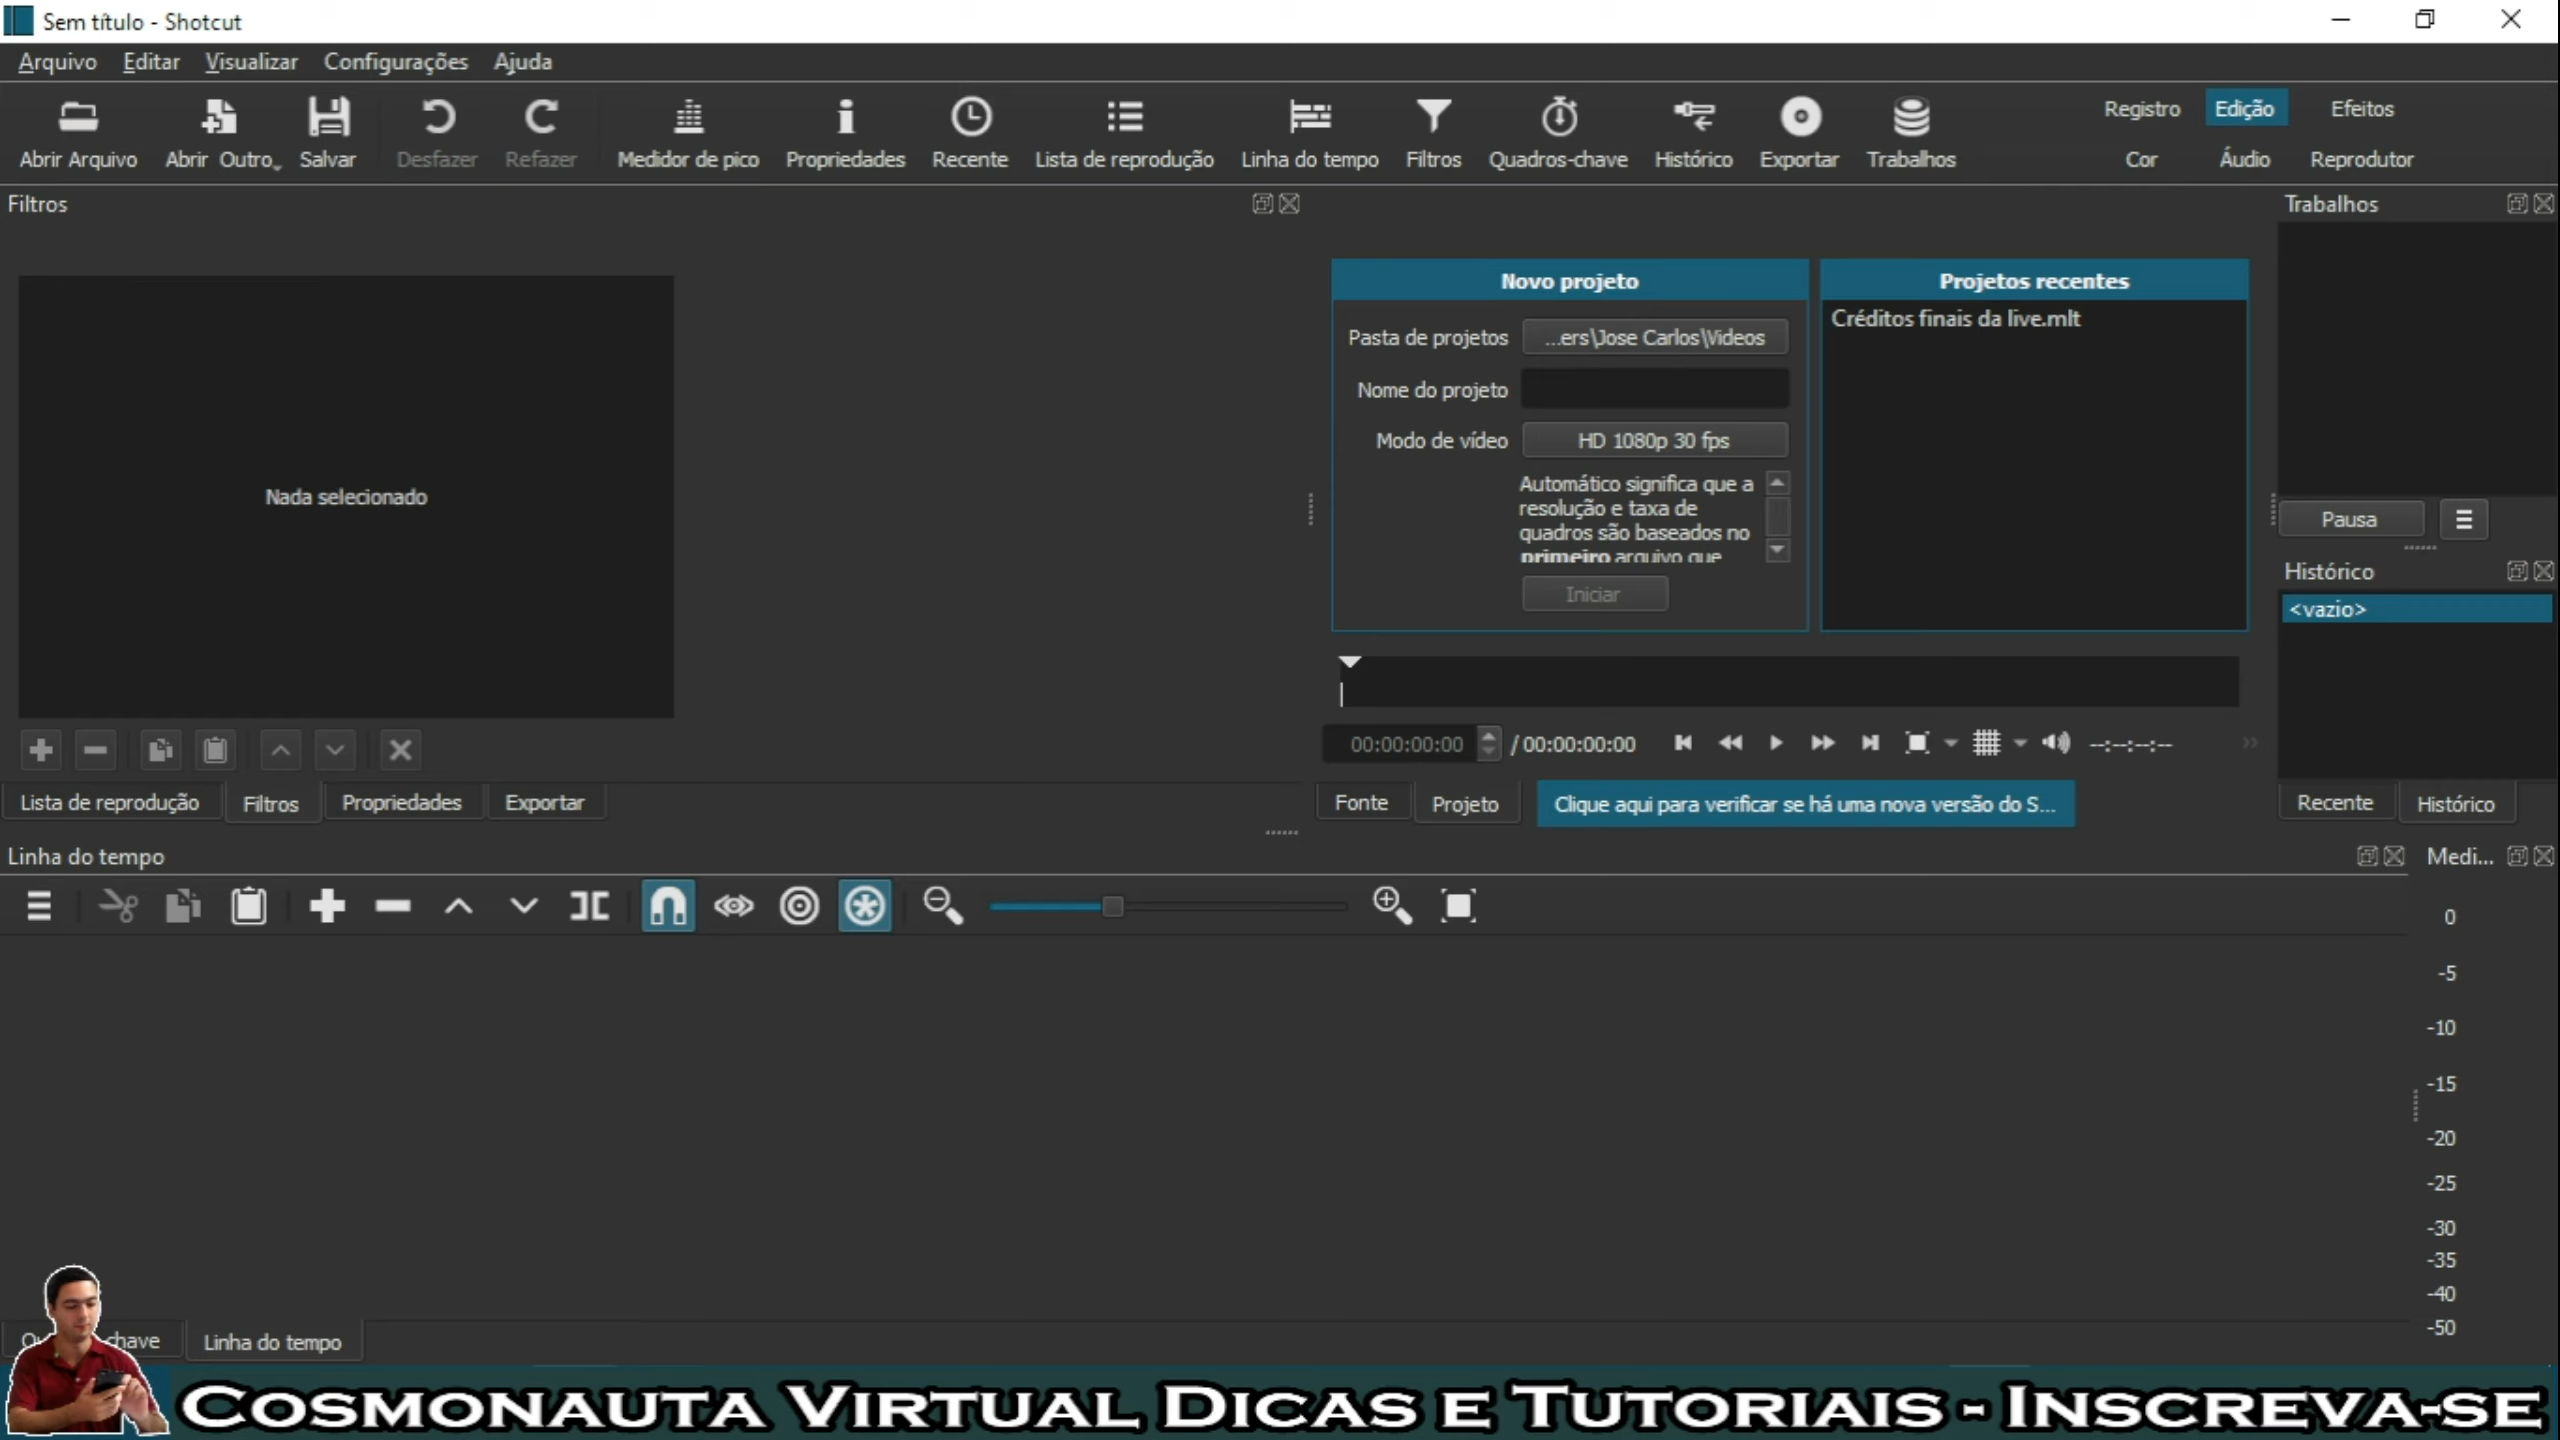 Sem título - Shotcut
Arquivo Editar Visualizar Configurações Ajuda
Abrir Arquivo Abrir Outro Salvar Desfazer Refazer Medidor de pico Propriedades Recente Lista de reprodução Linha do tempo Filtros Quadros-chave Histórico Exportar Trabalhos
Registro Edição Efeitos
Cor Áudio Reprodutor
Filtros
Nada selecionado
Lista de reprodução Filtros Propriedades Exportar
Novo projeto
Pasta de projetos ...ers\Jose Carlos\Videos
Nome do projeto
Modo de vídeo HD 1080p 30 fps
Automático significa que a
resolução e taxa de
quadros são baseados no
primeiro arquivo que
Iniciar
Projetos recentes
Créditos finais da live.mlt
00:00:00:00 / 00:00:00:00 --:--:--:--
Fonte Projeto Clique aqui para verificar se há uma nova versão do S...
Trabalhos
Pausa
Histórico
<vazio>
Recente Histórico
Linha do tempo
Medi...
0
-5
-10
-15
-20
-25
-30
-35
-40
-50
Linha do tempo
Cosmonauta Virtual Dicas e Tutoriais - Inscreva-se